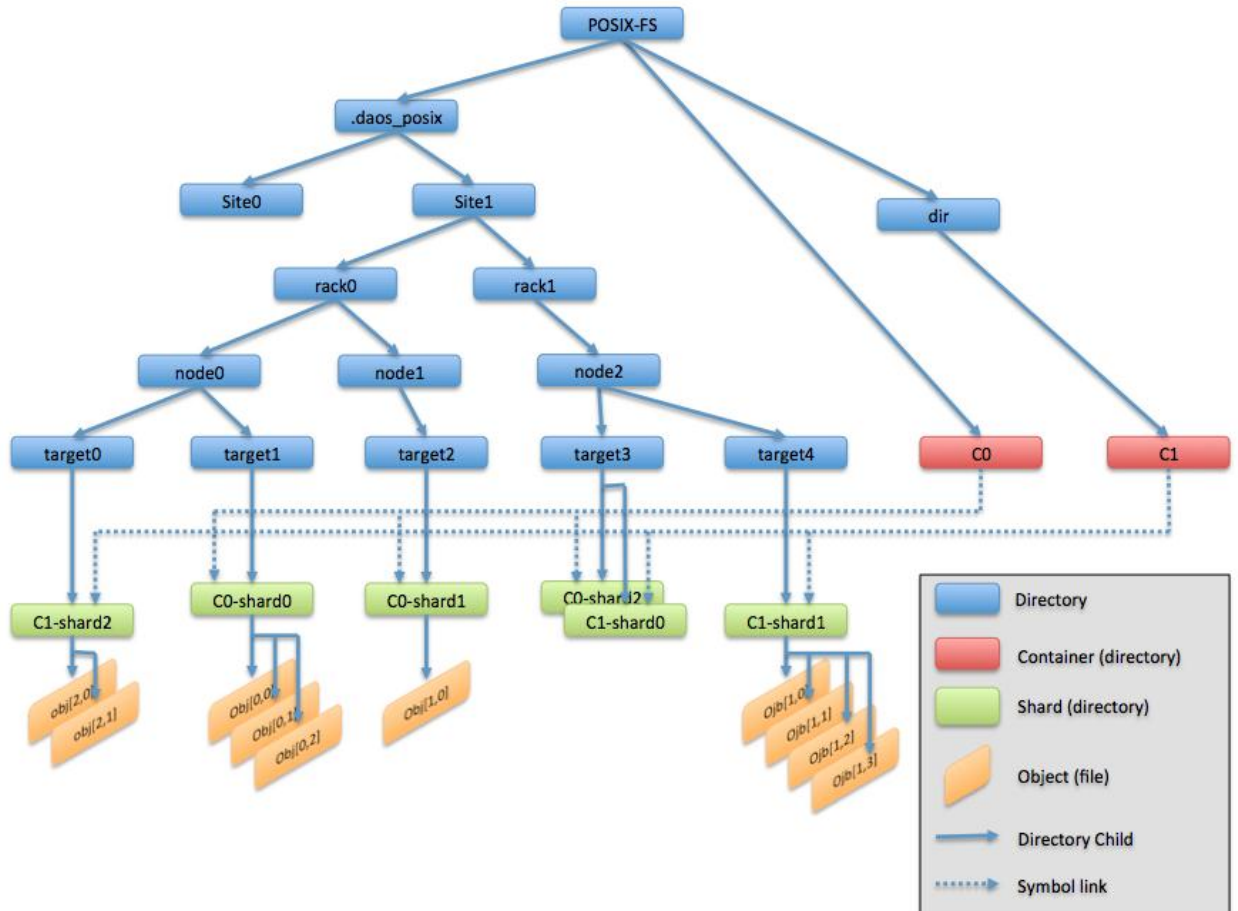 POSIX-FS
.daos_posix
Site0
Site1
dir
rack0
rack1
node0
node1
node2
target0
target1
target2
target3
target4
C0
C1
C0-shard0
C0-shard1
C0-shard2
C1-shard2
C1-shard0
C1-shard1
obj[2,0]
obj[2,1]
Obj[0,0]
Obj[0,1]
Obj[0,2]
Obj[1,0]
Ojb[1,0]
Ojb[1,1]
Ojb[1,2]
Ojb[1,3]
Directory
Container (directory)
Shard (directory)
Object (file)
Directory Child
Symbol link